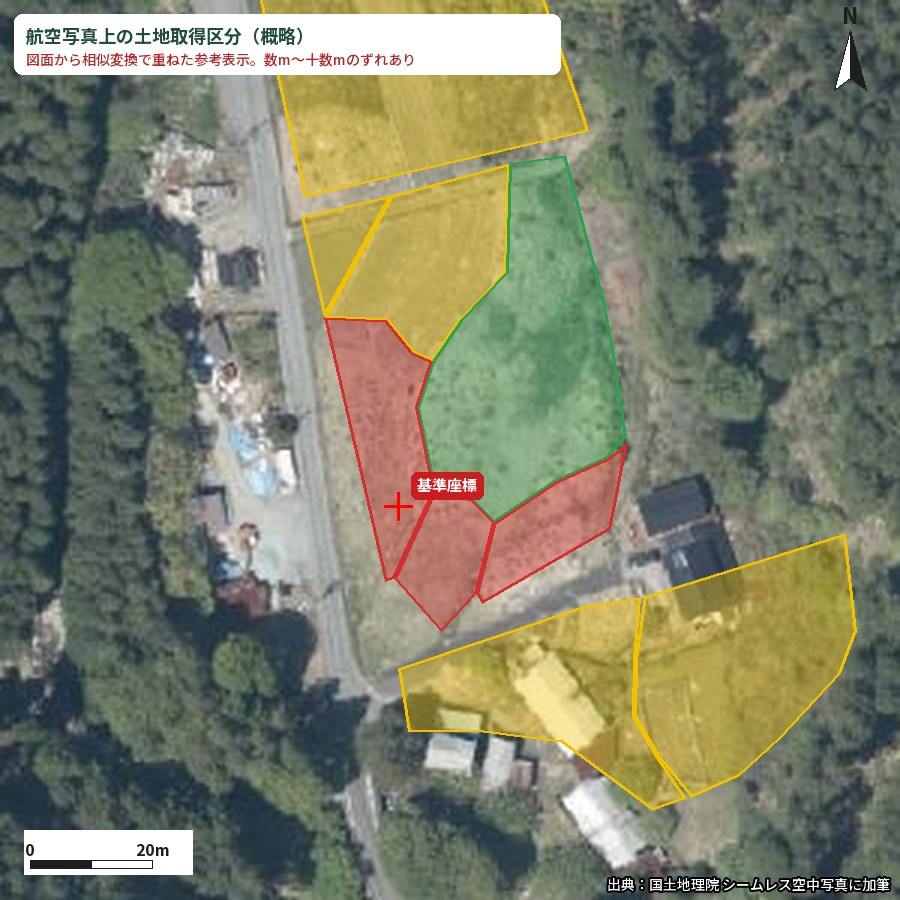 航空写真上の土地取得区分（概略）
図面から相似変換で重ねた参考表示。数m〜十数mのずれあり
N
基準座標
0 20m
出典：国土地理院 シームレス空中写真に加筆